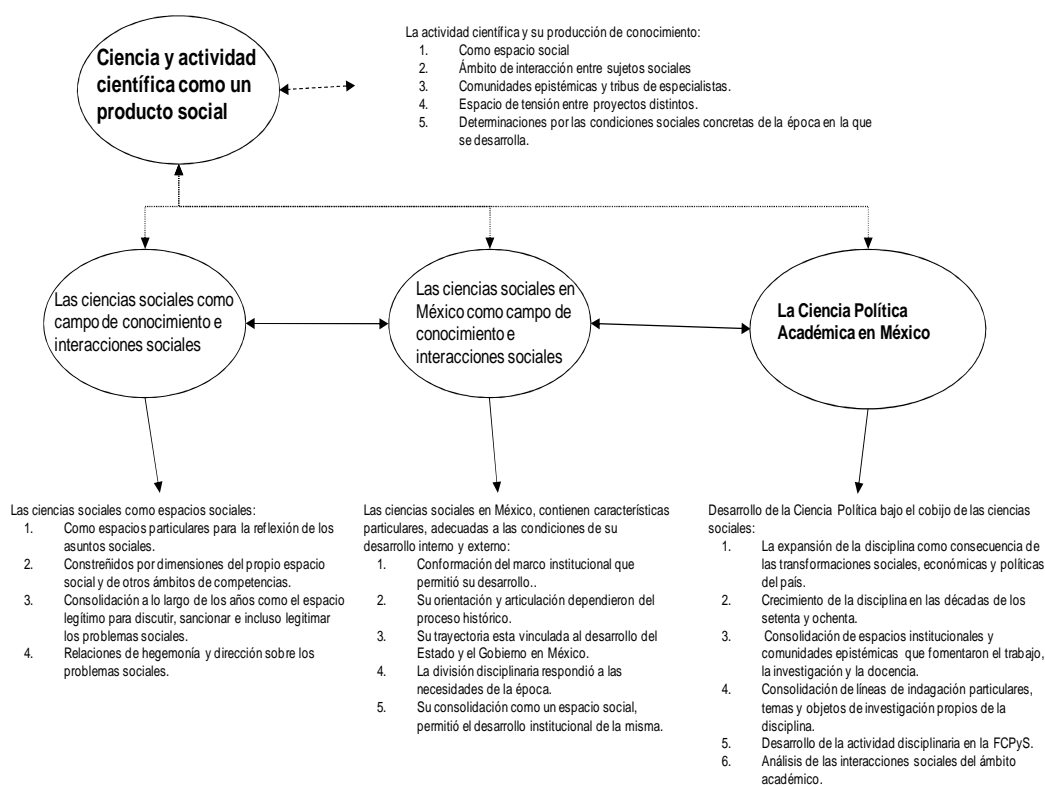 Ciencia y actividad
científica como un
producto social
La actividad científica y su producción de conocimiento:
1. Como espacio social
2. Ámbito de interacción entre sujetos sociales
3. Comunidades epistémicas y tribus de especialistas.
4. Espacio de tensión entre proyectos distintos.
5. Determinaciones por las condiciones sociales concretas de la época en la que
se desarrolla.
Las ciencias sociales como
campo de conocimiento e
interacciones sociales
Las ciencias sociales en
México como campo de
conocimiento e
interacciones sociales
La Ciencia Política
Académica en México
Las ciencias sociales como espacios sociales:
1. Como espacios particulares para la reflexión de los
asuntos sociales.
2. Constreñidos por dimensiones del propio espacio
social y de otros ámbitos de competencias.
3. Consolidación a lo largo de los años como el espacio
legítimo para discutir, sancionar e incluso legitimar
los problemas sociales.
4. Relaciones de hegemonía y dirección sobre los
problemas sociales.
Las ciencias sociales en México, contienen características
particulares, adecuadas a las condiciones de su
desarrollo interno y externo:
1. Conformación del marco institucional que
permitió su desarrollo..
2. Su orientación y articulación dependieron del
proceso histórico.
3. Su trayectoria esta vinculada al desarrollo del
Estado y el Gobierno en México.
4. La división disciplinaria respondió a las
necesidades de la época.
5. Su consolidación como un espacio social,
permitió el desarrollo institucional de la misma.
Desarrollo de la Ciencia Política bajo el cobijo de las ciencias
sociales:
1. La expansión de la disciplina como consecuencia de
las transformaciones sociales, económicas y políticas
del país.
2. Crecimiento de la disciplina en las décadas de los
setenta y ochenta.
3. Consolidación de espacios institucionales y
comunidades epistémicas que fomentaron el trabajo,
la investigación y la docencia.
4. Consolidación de líneas de indagación particulares,
temas y objetos de investigación propios de la
disciplina.
5. Desarrollo de la actividad disciplinaria en la FCPyS.
6. Análisis de las interacciones sociales del ámbito
académico.